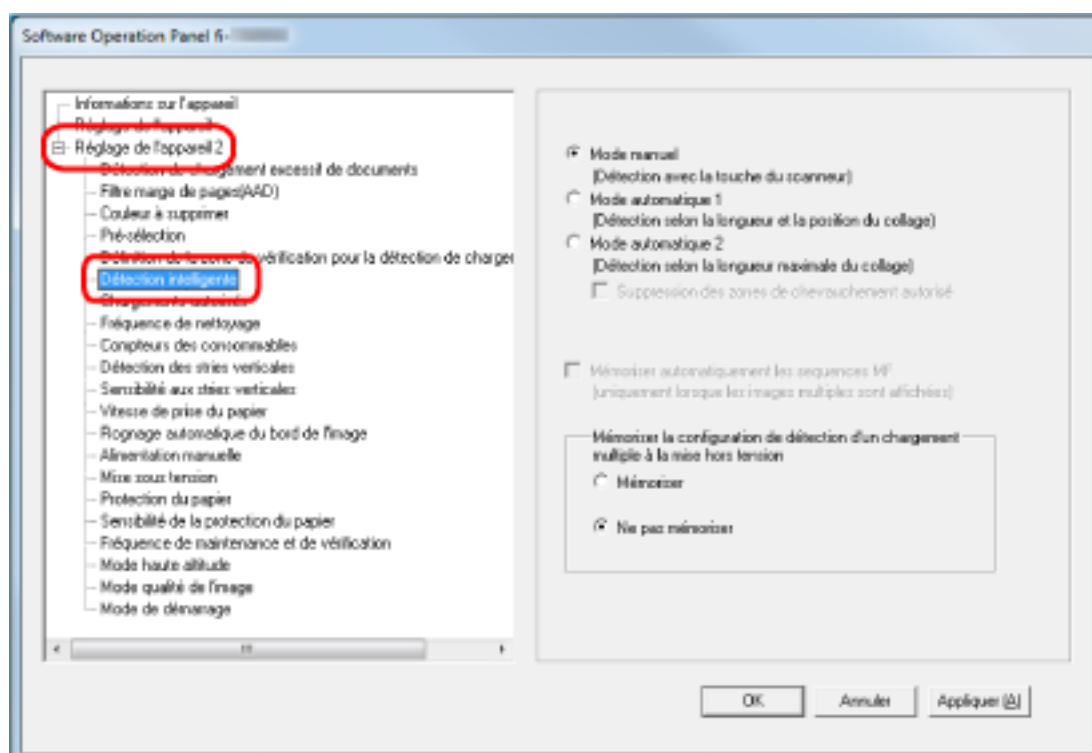 Software Operation Panel fi-
Informations sur l'appareil
Réglage de l'appareil
Réglage de l'appareil 2
Détection de chargement excessif de documents
Filtre marge de pages(AAD)
Couleur à supprimer
Pré-sélection
Définition de la zone de vérification pour la détection de charger
Détection intelligente
Chargements autorisés
Fréquence de nettoyage
Compteurs des consommables
Détection des stries verticales
Sensibilité aux stries verticales
Vitesse de prise du papier
Rognage automatique du bord de l'image
Alimentation manuelle
Mise sous tension
Protection du papier
Sensibilité de la protection du papier
Fréquence de maintenance et de vérification
Mode haute altitude
Mode qualité de l'image
Mode de démarrage
Mode manuel
(Détection avec la touche du scanneur)
Mode automatique 1
(Détection selon la longueur et la position du collage)
Mode automatique 2
(Détection selon la longueur maximale du collage)
Suppression des zones de chevauchement autorisé
Mémoriser automatiquement les sequences MF
(uniquement lorsque les images multiples sont affichées)
Mémoriser la configuration de détection d'un chargement
multiple à la mise hors tension
Mémoriser
Ne pas mémoriser
OK
Annuler
Appliquer (A)